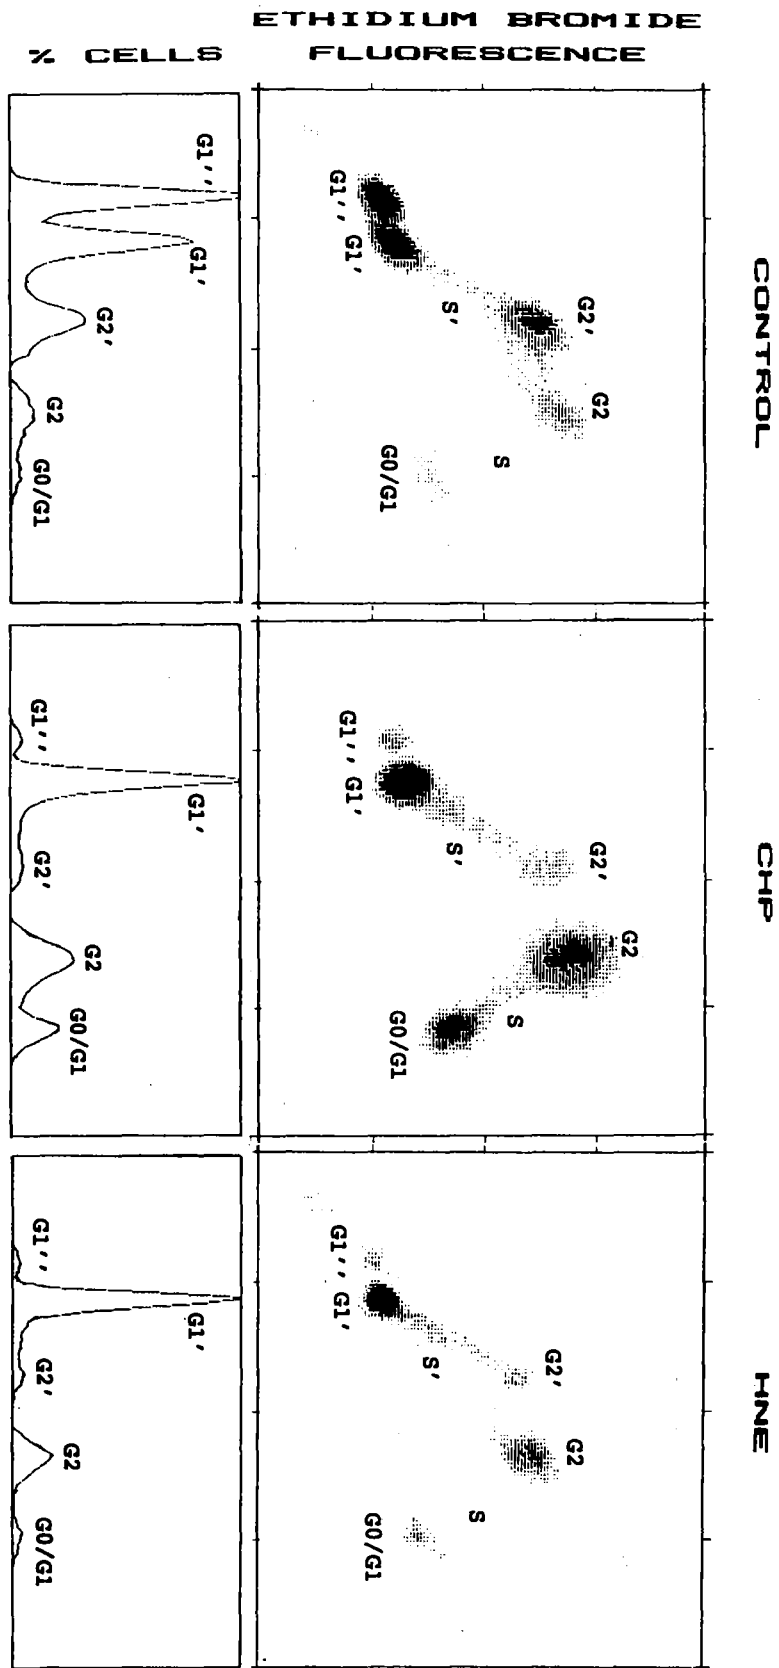 ETHIDIUM BROMIDE
FLUORESCENCE
% CELLS
CONTROL
G1''
G1'
S'
G2'
G2
S
G0/G1
G1''
G1'
G2'
G2
G0/G1
CHP
G1''
G1'
S'
G2'
G2
S
G0/G1
G1''
G1'
G2'
G2
G0/G1
HNE
G1''
G1'
S'
G2'
G2
S
G0/G1
G1''
G1'
G2'
G2
G0/G1